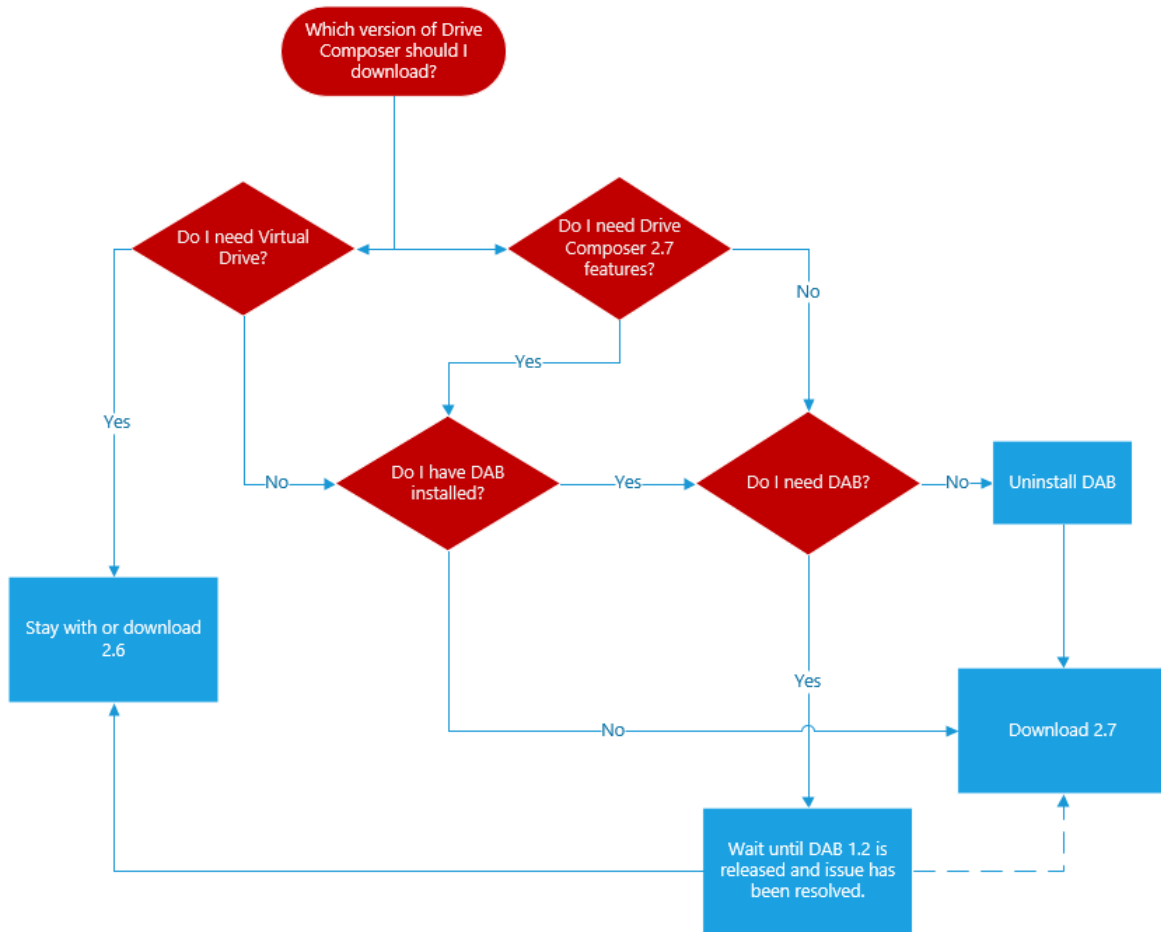 Which version of Drive
Composer should I
download?
Do I need Virtual
Drive?
Do I need Drive
Composer 2.7
features?
No
Yes
Yes
Do I have DAB
installed?
Do I need DAB?
Uninstall DAB
No
Yes
No
Stay with or download
2.6
Yes
No
Download 2.7
Wait until DAB 1.2 is
released and issue has
been resolved.